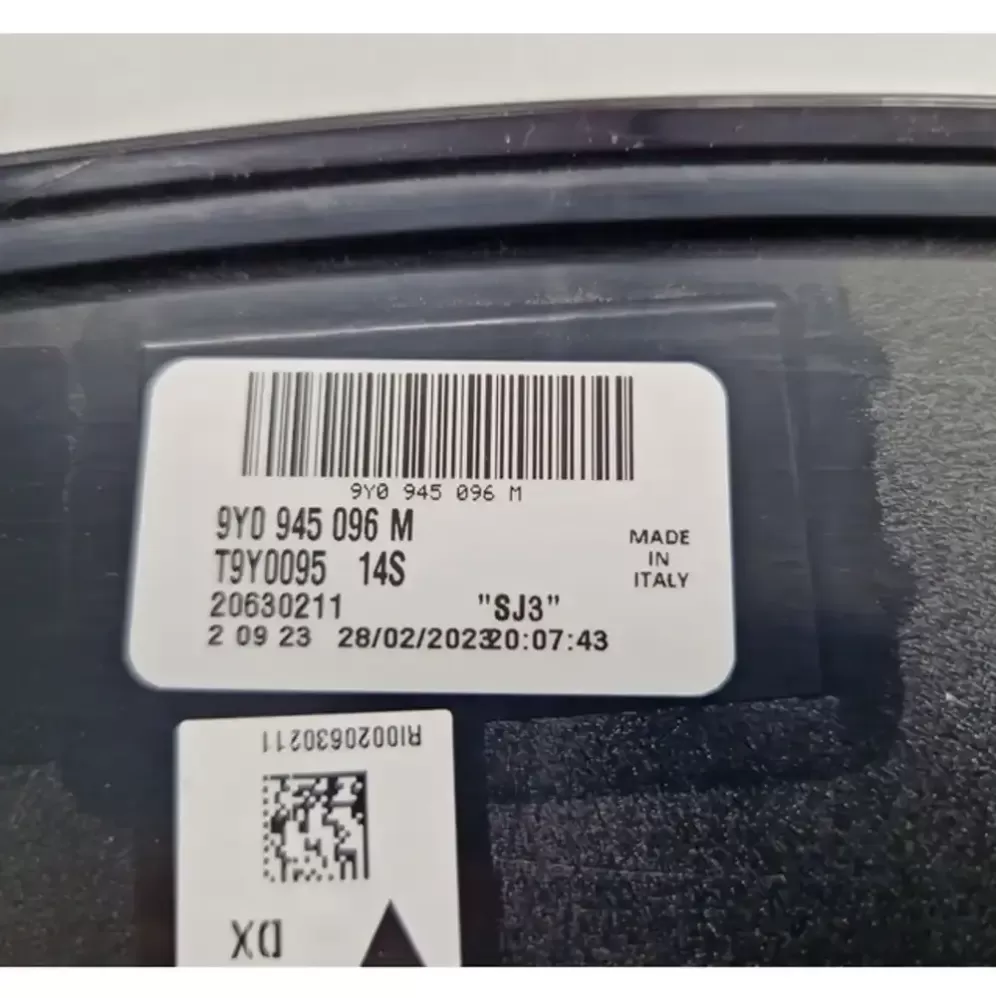 9Y0 945 096 M
9Y0 945 096 M
T9Y0095 14S
20630211 "SJ3"
2 09 23 28/02/2023 20:07:43
MADE
IN
ITALY
RI0020630211
DX